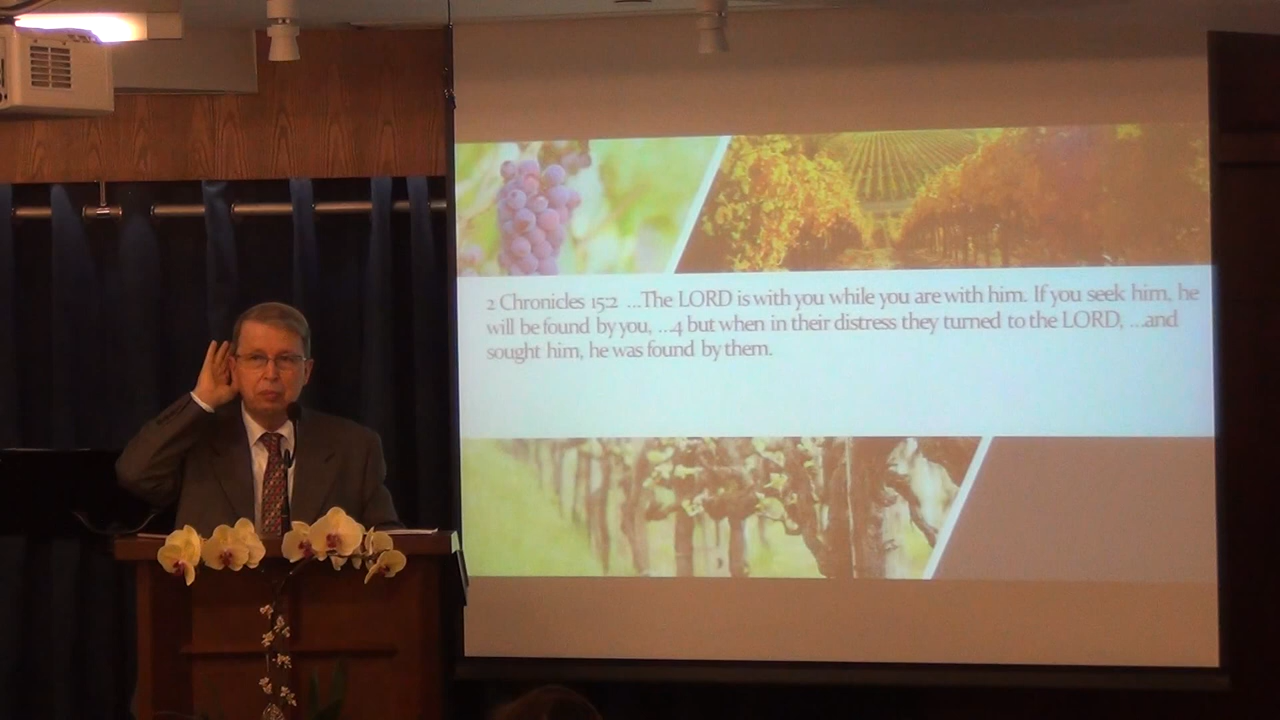 2 Chronicles 15:2 ...The LORD is with you while you are with him. If you seek him, he
will be found by you, ...4 but when in their distress they turned to the LORD, ...and
sought him, he was found by them.